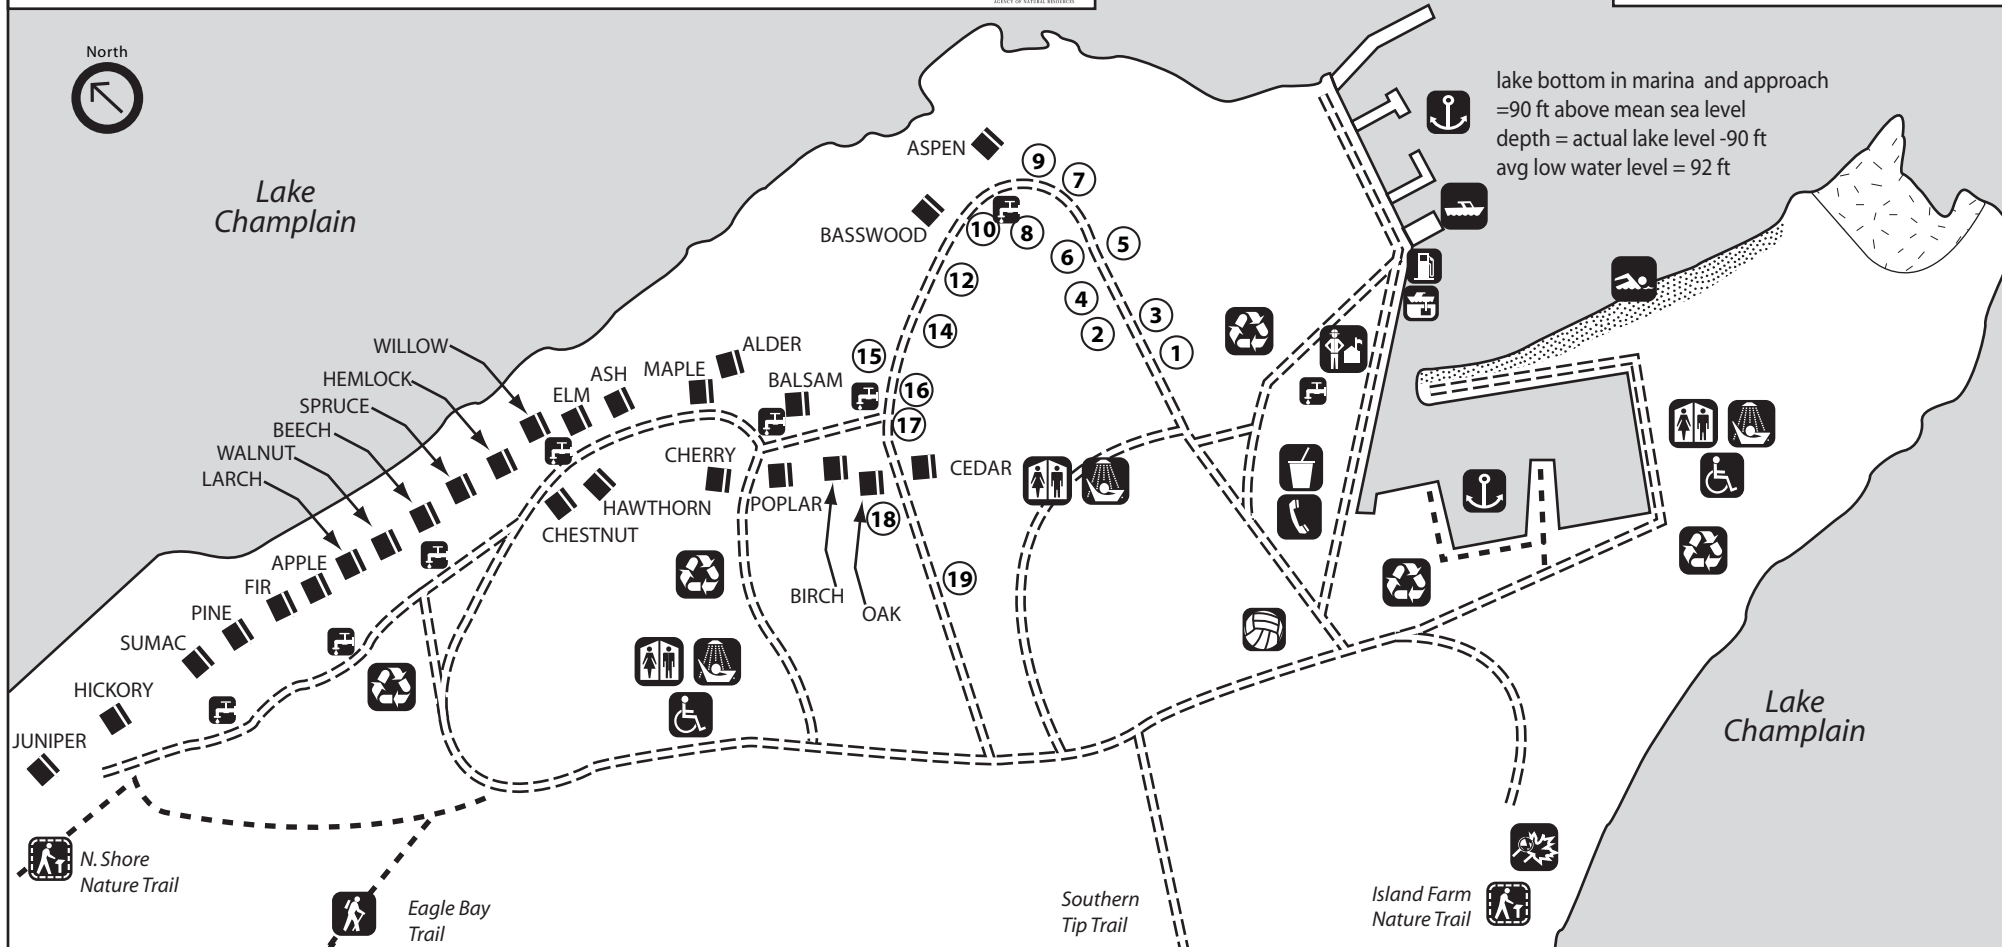 AGENCY OF NATURAL RESOURCES
North
lake bottom in marina and approach
=90 ft above mean sea level
depth = actual lake level -90 ft
avg low water level = 92 ft
Lake
Champlain
ASPEN
BASSWOOD
9
7
10
8
5
6
12
4
3
2
1
14
15
16
17
WILLOW
HEMLOCK
SPRUCE
BEECH
WALNUT
LARCH
ALDER
MAPLE
ASH
ELM
BALSAM
CHERRY
POPLAR
CEDAR
HAWTHORN
CHESTNUT
18
19
BIRCH
OAK
APPLE
FIR
PINE
SUMAC
HICKORY
JUNIPER
Lake
Champlain
N. Shore
Nature Trail
Eagle Bay
Trail
Southern
Tip Trail
Island Farm
Nature Trail